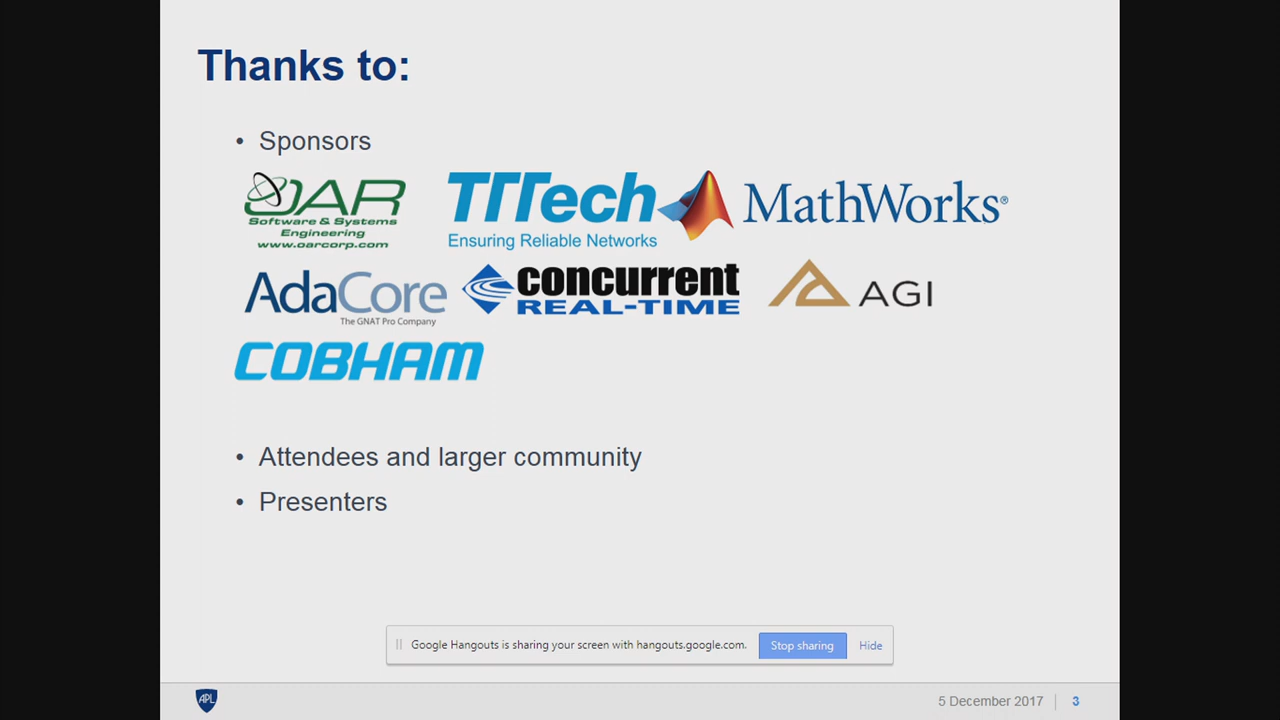 Thanks to:
• Sponsors
OAR
Software & Systems
Engineering
www.oarcorp.com
TTTech
Ensuring Reliable Networks
MathWorks®
AdaCore
The GNAT Pro Company
concurrent
REAL-TIME
AGI
COBHAM
• Attendees and larger community
• Presenters
Google Hangouts is sharing your screen with hangouts.google.com.
Stop sharing
Hide
APL
5 December 2017
3